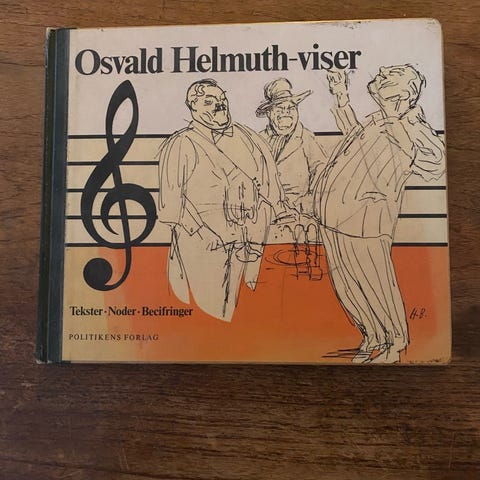 Osvald Helmuth-viser
Tekster·Noder·Becifringer
POLITIKENS FORLAG
H.B.